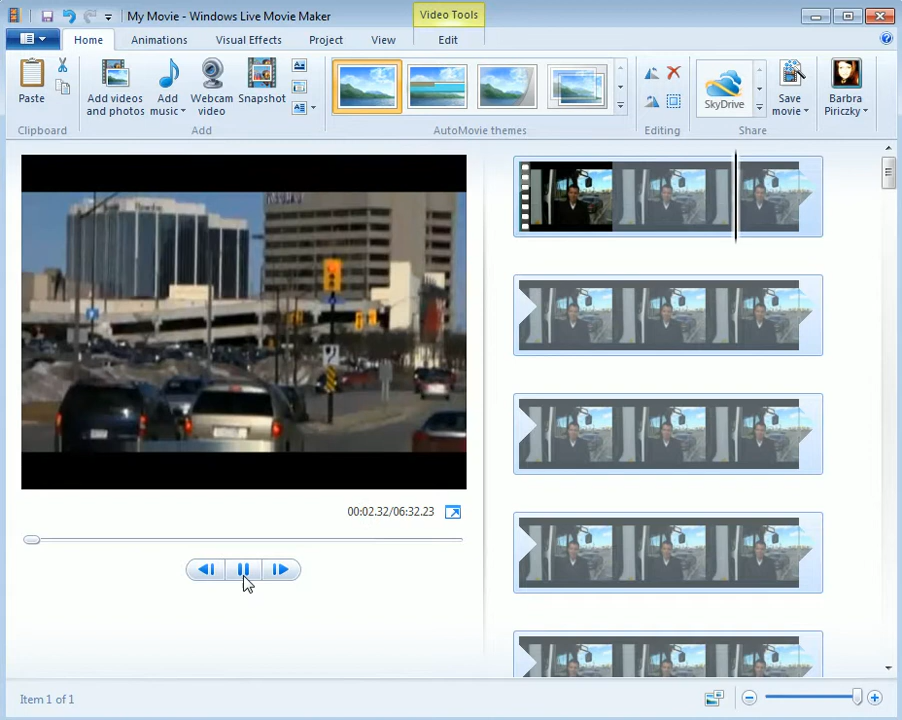 My Movie - Windows Live Movie Maker
Video Tools
Home
Animations
Visual Effects
Project
View
Edit
Paste
Add videos
and photos
Add
music
Webcam
video
Snapshot
SkyDrive
Save
movie
Barbra
Piriczky
Clipboard
Add
AutoMovie themes
Editing
Share
00:02.32/06:32.23
Item 1 of 1